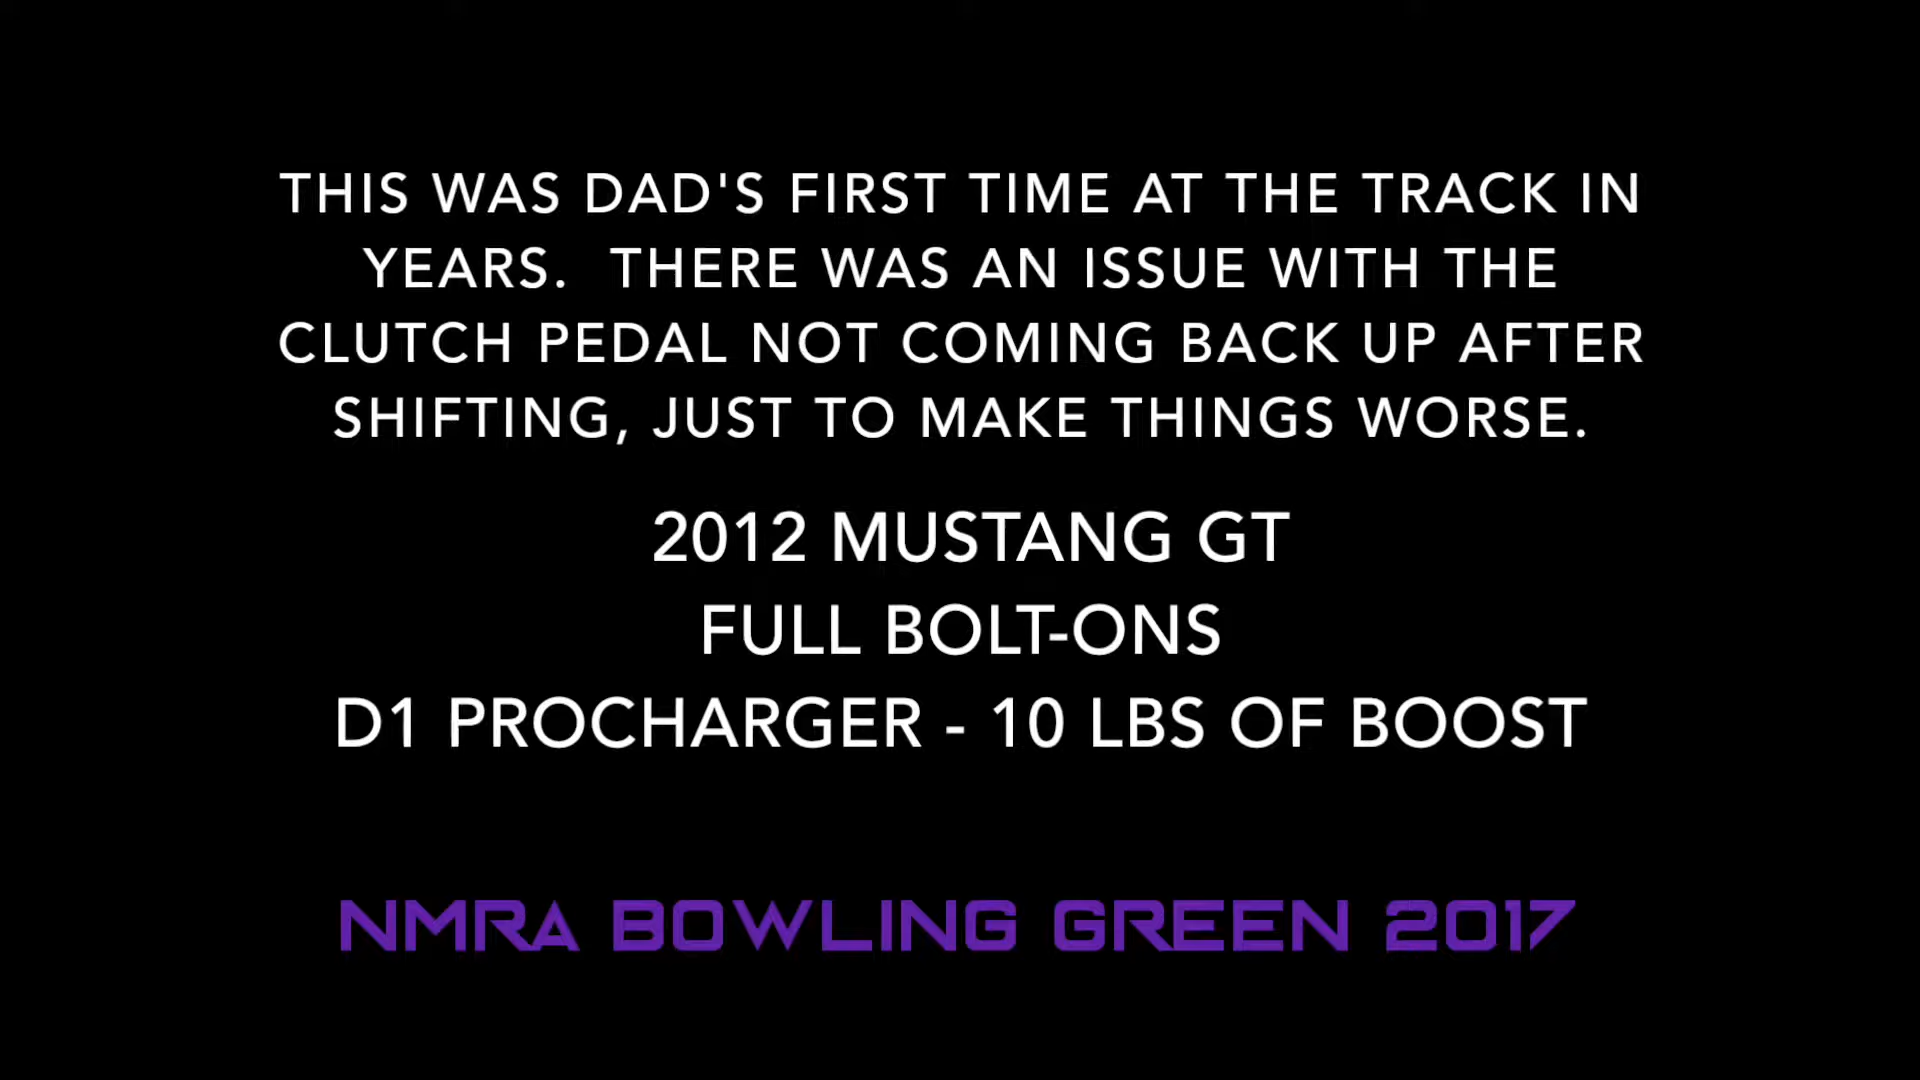 THIS WAS DAD'S FIRST TIME AT THE TRACK IN
YEARS.  THERE WAS AN ISSUE WITH THE
CLUTCH PEDAL NOT COMING BACK UP AFTER
SHIFTING, JUST TO MAKE THINGS WORSE.
2012 MUSTANG GT
FULL BOLT-ONS
D1 PROCHARGER - 10 LBS OF BOOST
NMRA BOWLING GREEN 2017